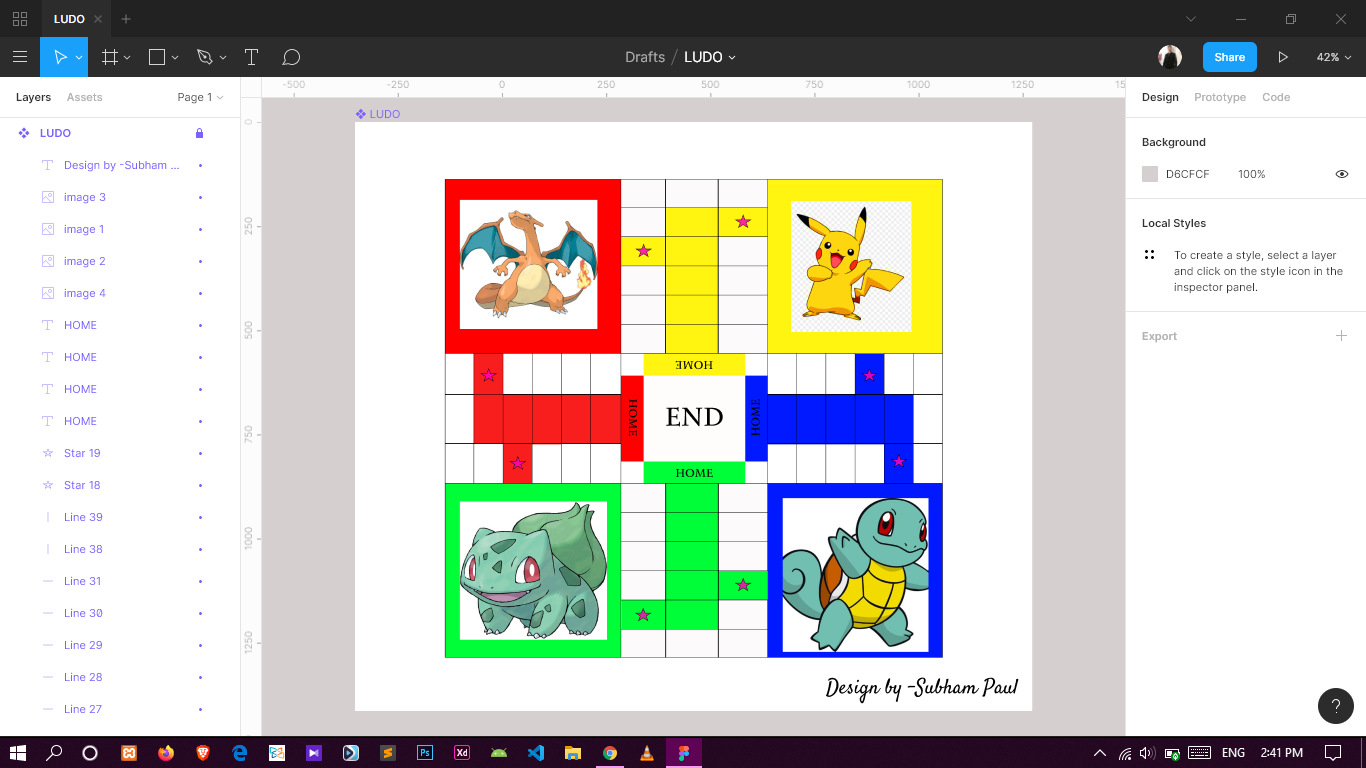 LUDO
Drafts / LUDO
Share
42%
Layers
Assets
Page 1
LUDO
Design by -Subham ...
image 3
image 1
image 2
image 4
HOME
HOME
HOME
HOME
Star 19
Star 18
Line 39
Line 38
Line 31
Line 30
Line 29
Line 28
Line 27
-500
-250
0
250
500
750
1000
1250
15
0
250
500
750
1000
1250
LUDO
HOME
HOME
END
HOME
HOME
Design by -Subham Paul
Design
Prototype
Code
Background
D6CFCF
100%
Local Styles
To create a style, select a layer
and click on the style icon in the
inspector panel.
Export
?
Ps
Xd
ENG
2:41 PM